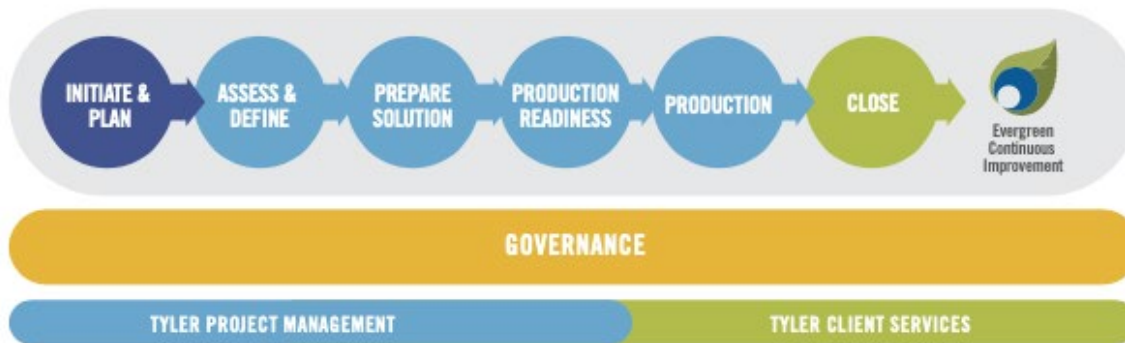 INITIATE &
PLAN
ASSESS &
DEFINE
PREPARE
SOLUTION
PRODUCTION
READINESS
PRODUCTION
CLOSE
Evergreen
Continuous
Improvement
GOVERNANCE
TYLER PROJECT MANAGEMENT
TYLER CLIENT SERVICES